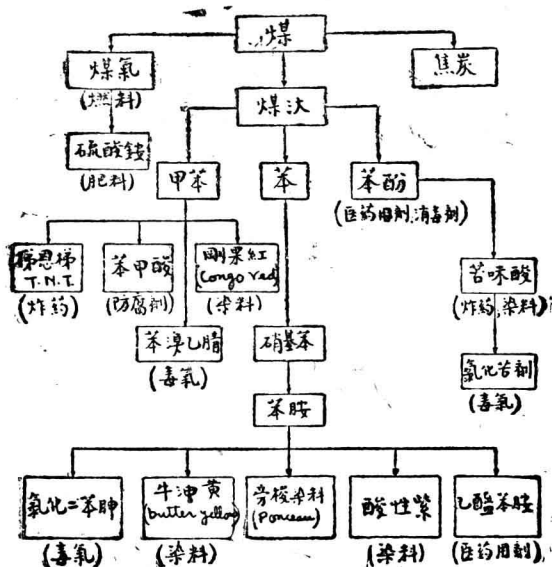 煤
煤氣
(燃料)
焦炭
煤汰
硫酸銨
(肥料)
甲苯
苯
苯酚
(医药用剂,消毒剂)
梯恩梯
T.N.T.
(炸药)
苯甲酸
(防腐剂)
剛果紅
(Congo red)
(染料)
苦味酸
(炸药,染料)
苯溴乙腈
(毒氣)
硝基苯
氯化苦剂
(毒氣)
苯胺
氯化二苯胂
(毒氣)
牛油黄
(butter yellow)
(染料)
(Ponceau)
酸性紫
(染料)
乙醯苯胺
(医药用剂)